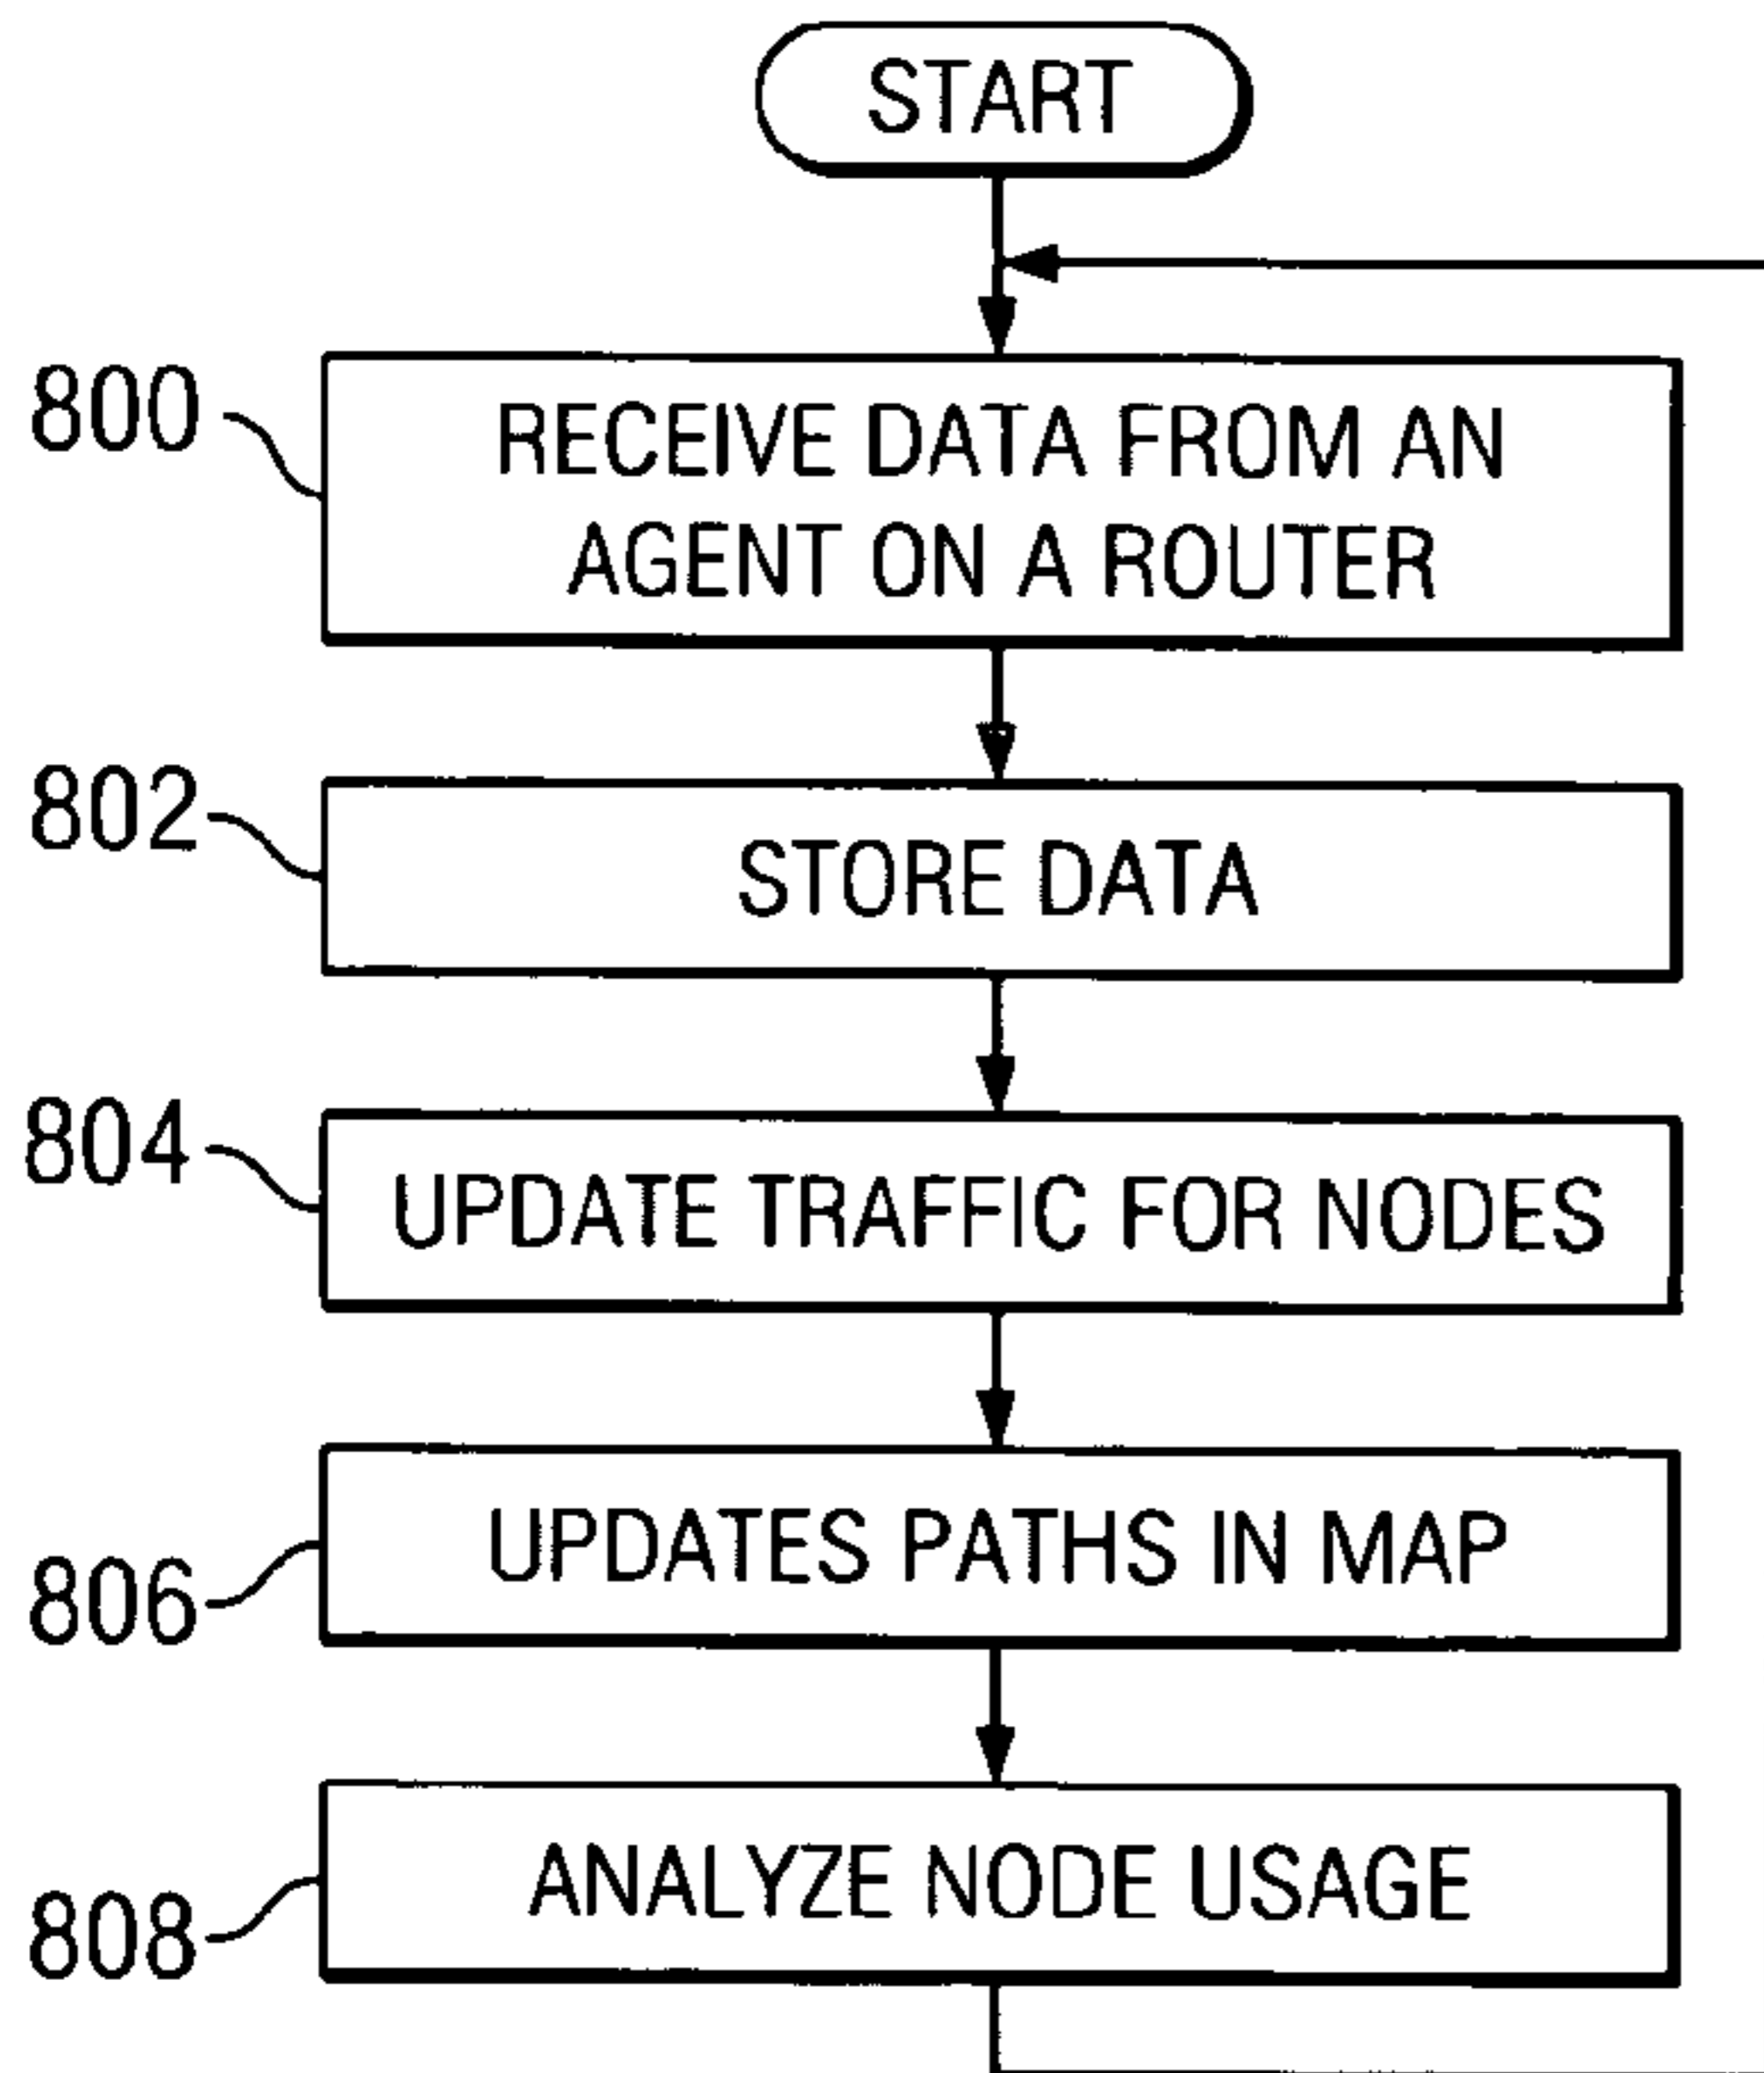 START
800
RECEIVE DATA FROM AN
AGENT ON A ROUTER
802
STORE DATA
804
UPDATE TRAFFIC FOR NODES
806
UPDATES PATHS IN MAP
808
ANALYZE NODE USAGE